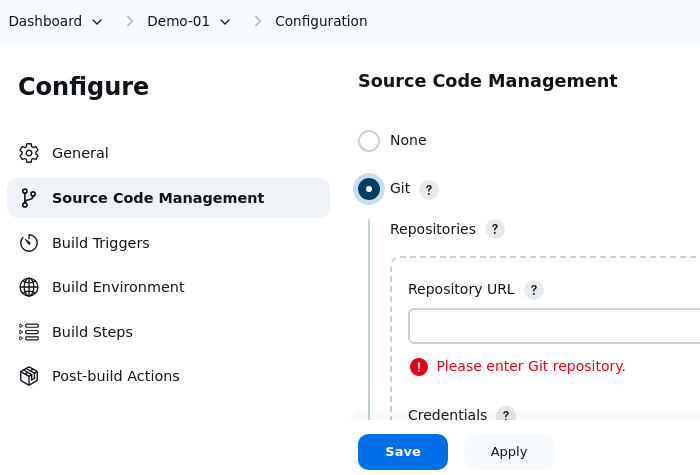 Dashboard Demo-01 Configuration
Configure
General
Source Code Management
Build Triggers
Build Environment
Build Steps
Post-build Actions
Source Code Management
None
Git ?
Repositories ?
Repository URL ?
! Please enter Git repository.
Credentials ?
Save Apply